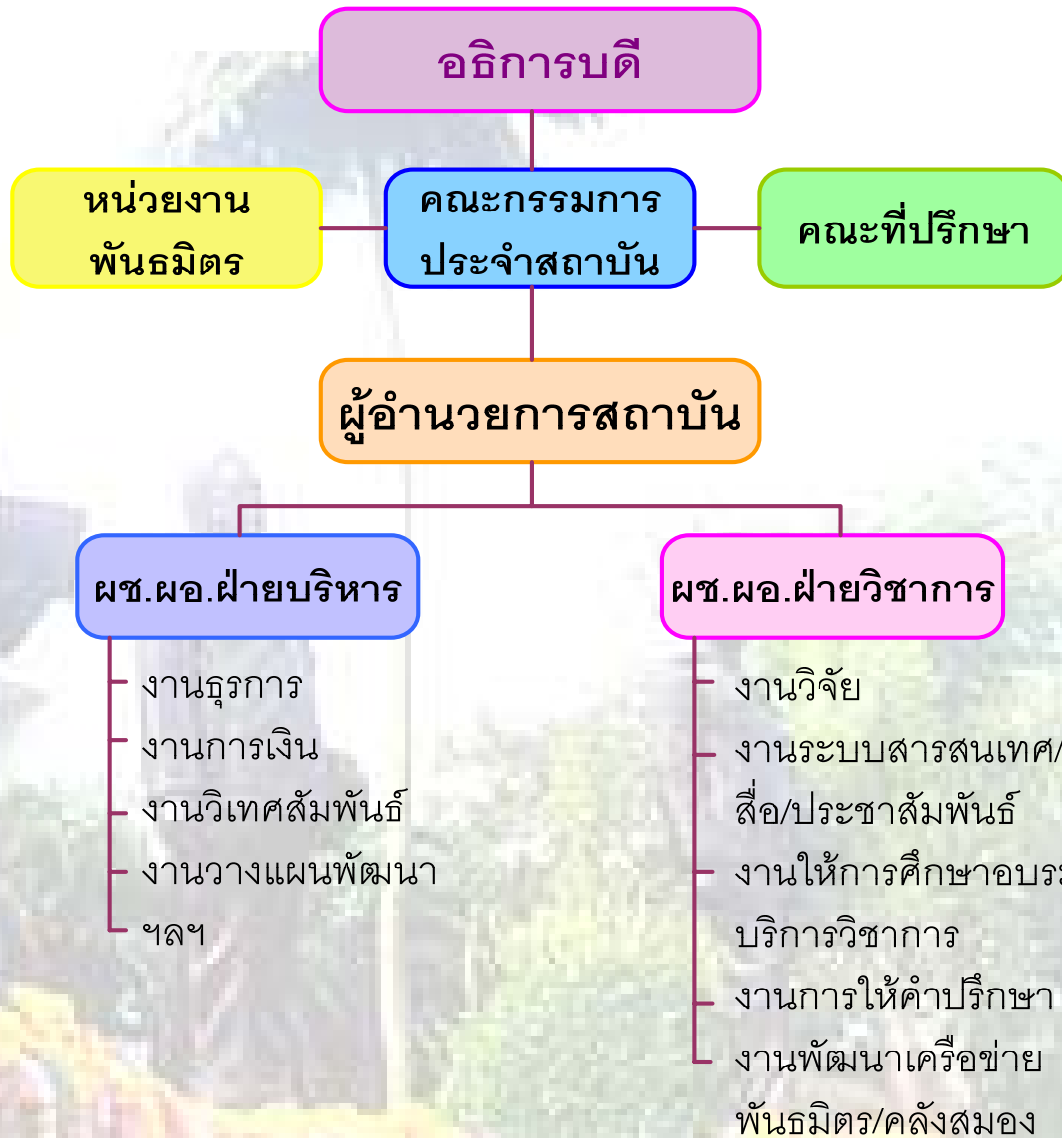 อธิการบดี
หน่วยงาน
พันธมิตร
คณะกรรมการ
ประจำสถาบัน
คณะที่ปรึกษา
ผู้อำนวยการสถาบัน
ผช.ผอ.ฝ่ายบริหาร
งานธุรการ
งานการเงิน
งานวิเทศสัมพันธ์
งานวางแผนพัฒนา
ฯลฯ
ผช.ผอ.ฝ่ายวิชาการ
งานวิจัย
งานระบบสารสนเทศ/
สื่อ/ประชาสัมพันธ์
งานให้การศึกษาอบร
บริการวิชาการ
งานการให้คำปรึกษา
งานพัฒนาเครือข่าย
พันธมิตร/คลังสมอง